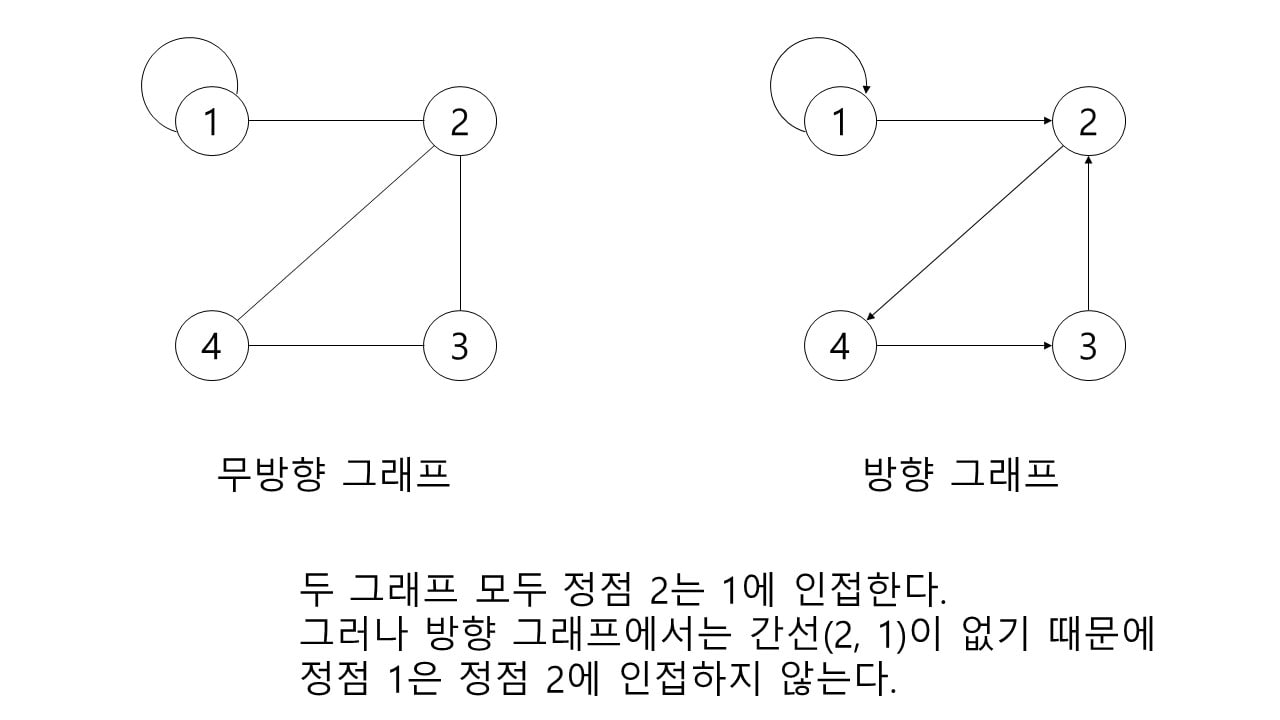 1
2
4
3
무방향 그래프
1
2
4
3
방향 그래프
두 그래프 모두 정점 2는 1에 인접한다.
그러나 방향 그래프에서는 간선(2, 1)이 없기 때문에
정점 1은 정점 2에 인접하지 않는다.